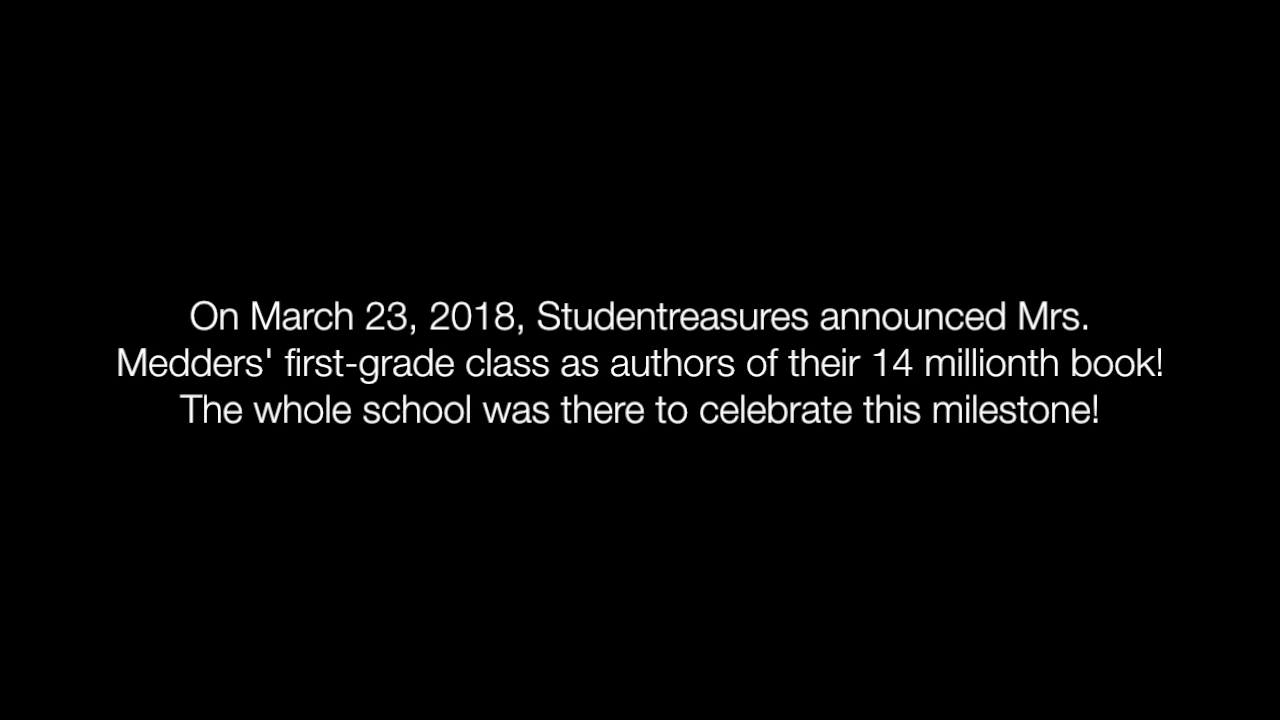 On March 23, 2018, Studentreasures announced Mrs.
Medders' first-grade class as authors of their 14 millionth book!
The whole school was there to celebrate this milestone!